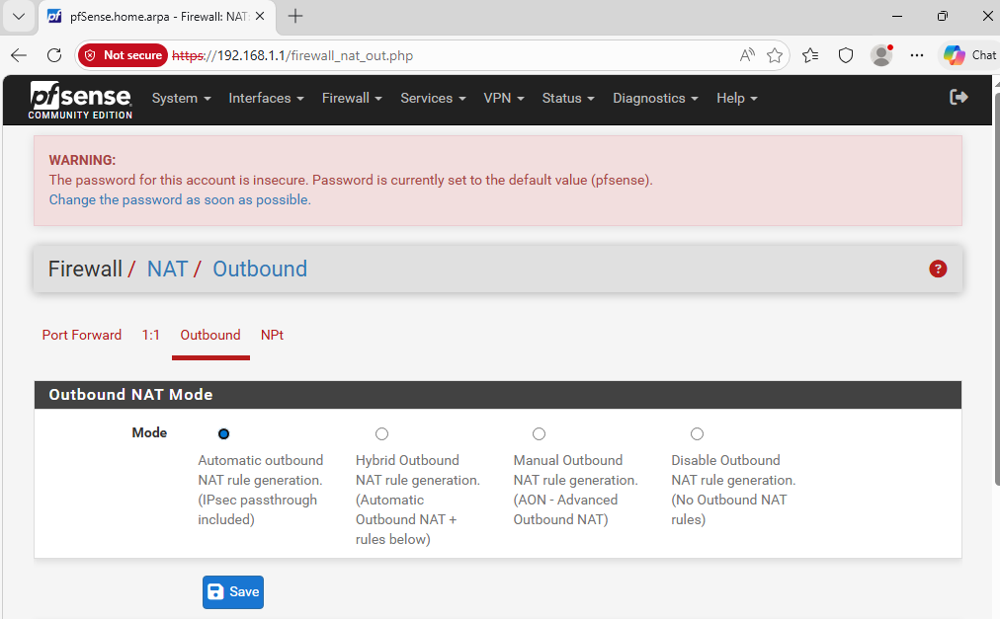 pfSense.home.arpa - Firewall: NAT:
Not secure https://192.168.1.1/firewall_nat_out.php
Chat
pfsense
COMMUNITY EDITION
System Interfaces Firewall Services VPN Status Diagnostics Help
WARNING:
The password for this account is insecure. Password is currently set to the default value (pfsense).
Change the password as soon as possible.
Firewall / NAT / Outbound
?
Port Forward 1:1 Outbound NPt
Outbound NAT Mode
Mode
Automatic outbound
NAT rule generation.
(IPsec passthrough
included)
Hybrid Outbound
NAT rule generation.
(Automatic
Outbound NAT +
rules below)
Manual Outbound
NAT rule generation.
(AON - Advanced
Outbound NAT)
Disable Outbound
NAT rule generation.
(No Outbound NAT
rules)
Save